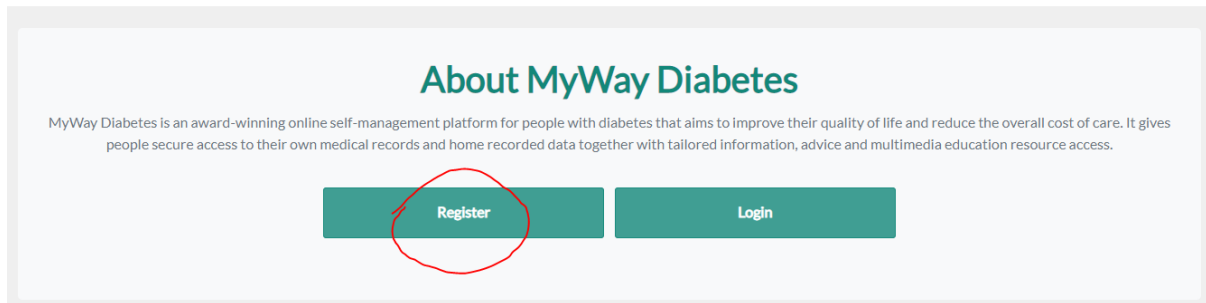 About MyWay Diabetes
MyWay Diabetes is an award-winning online self-management platform for people with diabetes that aims to improve their quality of life and reduce the overall cost of care. It gives
people secure access to their own medical records and home recorded data together with tailored information, advice and multimedia education resource access.
Register
Login